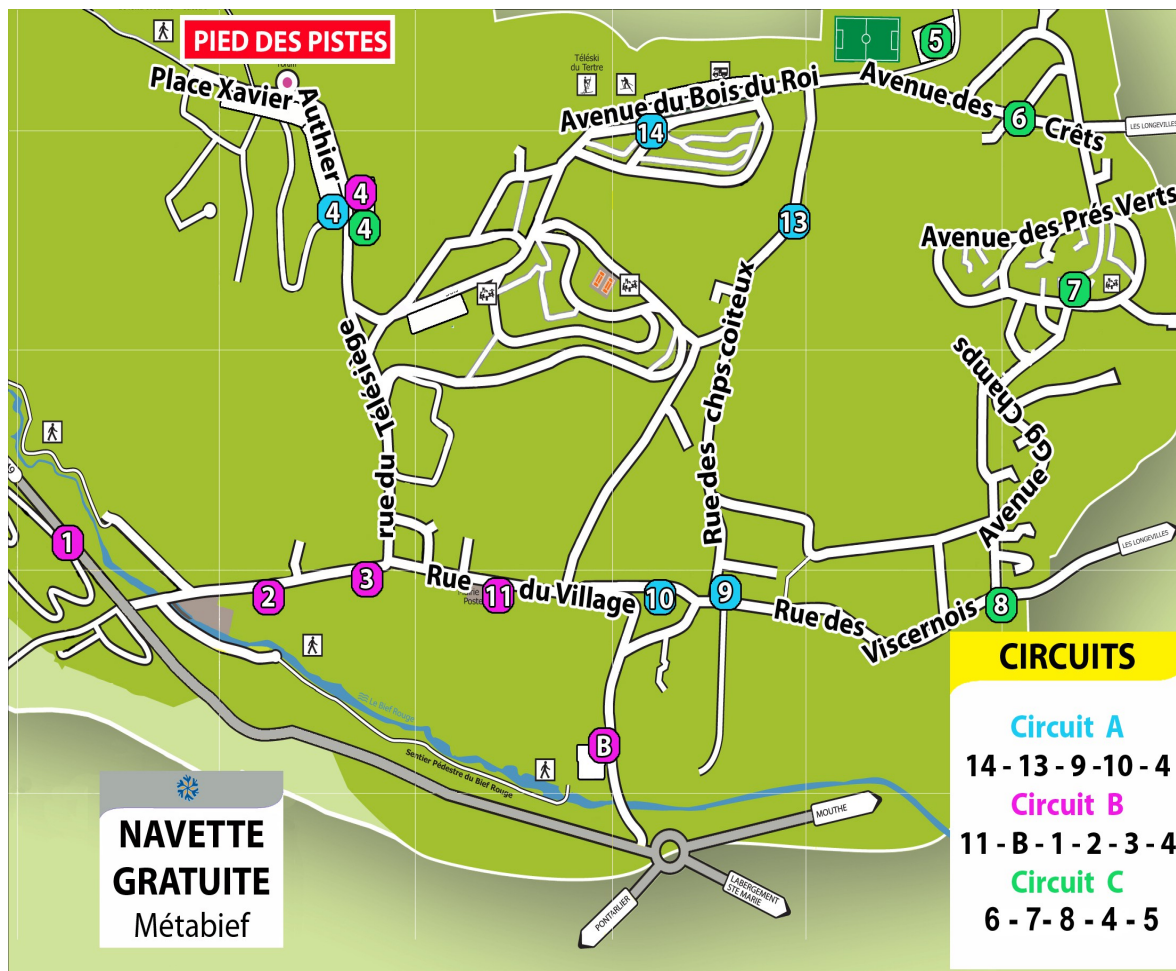 PIED DES PISTES
Place Xavier
Authier
Téléski
du Tertre
Avenue du Bois du Roi
5
Avenue des
Crêts
6
LES LONGEVILLES
14
4
4
4
13
Avenue des Prés Verts
7
rue du Télésiège
Rue des chps coiteux
Avenue Gg Champs
1
2
3
Rue
du Village
11
Poste
10
9
Rue des
Viscernois
8
LES LONGEVILLES
B
Le Bief Rouge
Sentier Pédestre du Bief Rouge
MOUTHE
LABERGEMENT
STE MARIE
PONTARLIER
NAVETTE
GRATUITE
Métabief
CIRCUITS
Circuit A
14 - 13 - 9 -10 - 4
Circuit B
11 - B - 1 - 2 - 3 - 4
Circuit C
6 - 7- 8 - 4 - 5